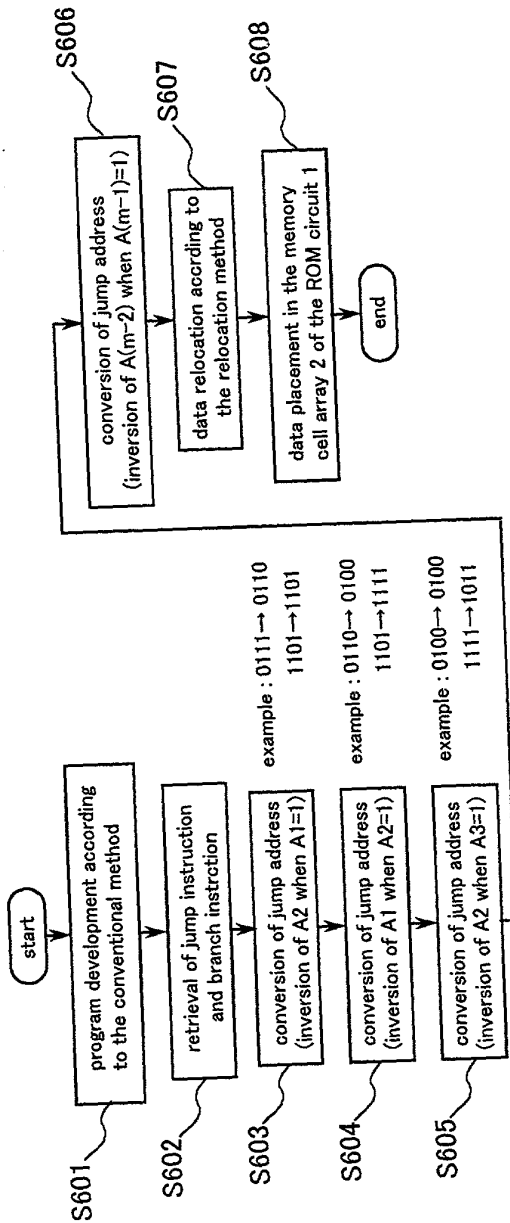 start
S601
program development according
to the conventional method
S602
retrieval of jump instruction
and branch instrction
S603
conversion of jump address
(inversion of A2 when A1=1)
example : 0111→ 0110
1101→1101
S604
conversion of jump address
(inversion of A1 when A2=1)
example : 0110→ 0100
1101→1111
S605
conversion of jump address
(inversion of A2 when A3=1)
example : 0100→ 0100
1111→1011
S606
conversion of jump address
(inversion of A(m-2) when A(m-1)=1)
S607
data relocation accrding to
the relocation method
S608
data placement in the memory
cell array 2 of the ROM circuit 1
end